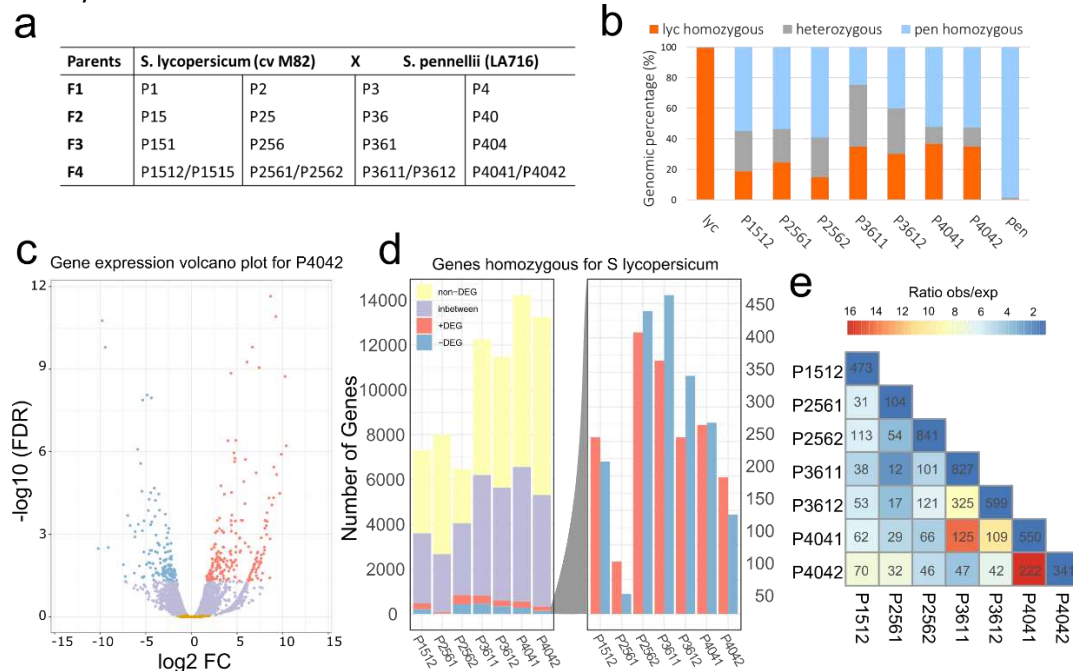 a
Parents S. lycopersicum (cv M82) X S. pennellii (LA716)
F1 P1 P2 P3 P4
F2 P15 P25 P36 P40
F3 P151 P256 P361 P404
F4 P1512/P1515 P2561/P2562 P3611/P3612 P4041/P4042
b
lyc homozygous heterozygous pen homozygous
Genomic percentage (%)
100
80
60
40
20
0
lyc P1512 P2561 P2562 P3611 P3612 P4041 P4042 pen
c
Gene expression volcano plot for P4042
-log10 (FDR)
12
9
6
3
0
-15 -10 -5 0 5 10 15
log2 FC
d
Genes homozygous for S lycopersicum
non-DEG
inbetween
+DEG
-DEG
Number of Genes
14000
12000
10000
8000
6000
4000
2000
0
450
400
350
300
250
200
150
100
50
P1512 P2561 P2562 P3611 P3612 P4041 P4042
P1512 P2561 P2562 P3611 P3612 P4041 P4042
e
Ratio obs/exp
16 14 12 10 8 6 4 2
P1512 473
P2561 31 104
P2562 113 54 841
P3611 38 12 101 827
P3612 53 17 121 325 599
P4041 62 29 66 125 109 550
P4042 70 32 46 47 42 222 341
P1512 P2561 P2562 P3611 P3612 P4041 P4042